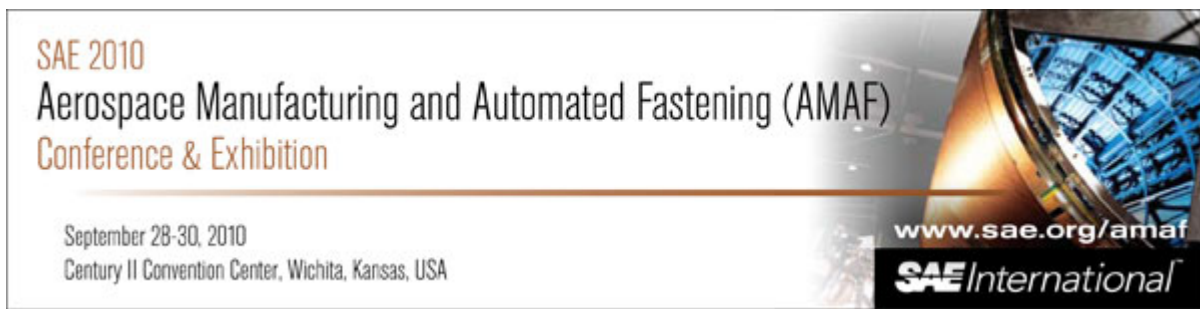 SAE 2010
Aerospace Manufacturing and Automated Fastening (AMAF)
Conference & Exhibition
September 28-30, 2010
Century II Convention Center, Wichita, Kansas, USA
www.sae.org/amaf
SAE International™